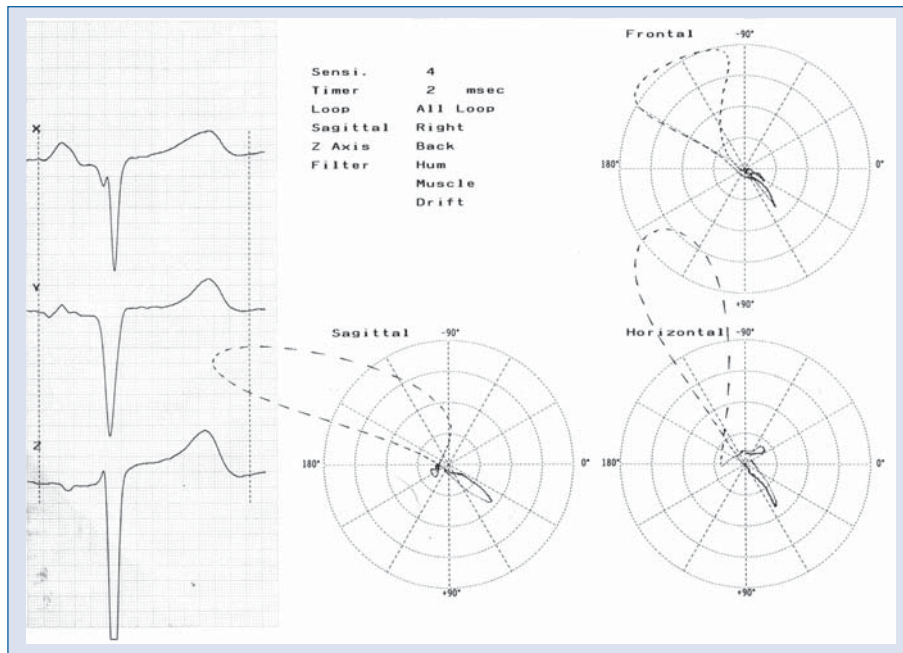 X
Y
Z
Sensi. 4
Timer 2 msec
Loop All Loop
Sagittal Right
Z Axis Back
Filter Hum
Muscle
Drift
Frontal
-90°
180°
0°
+90°
Sagittal
-90°
180°
0°
+90°
Horizontal
-90°
180°
0°
+90°